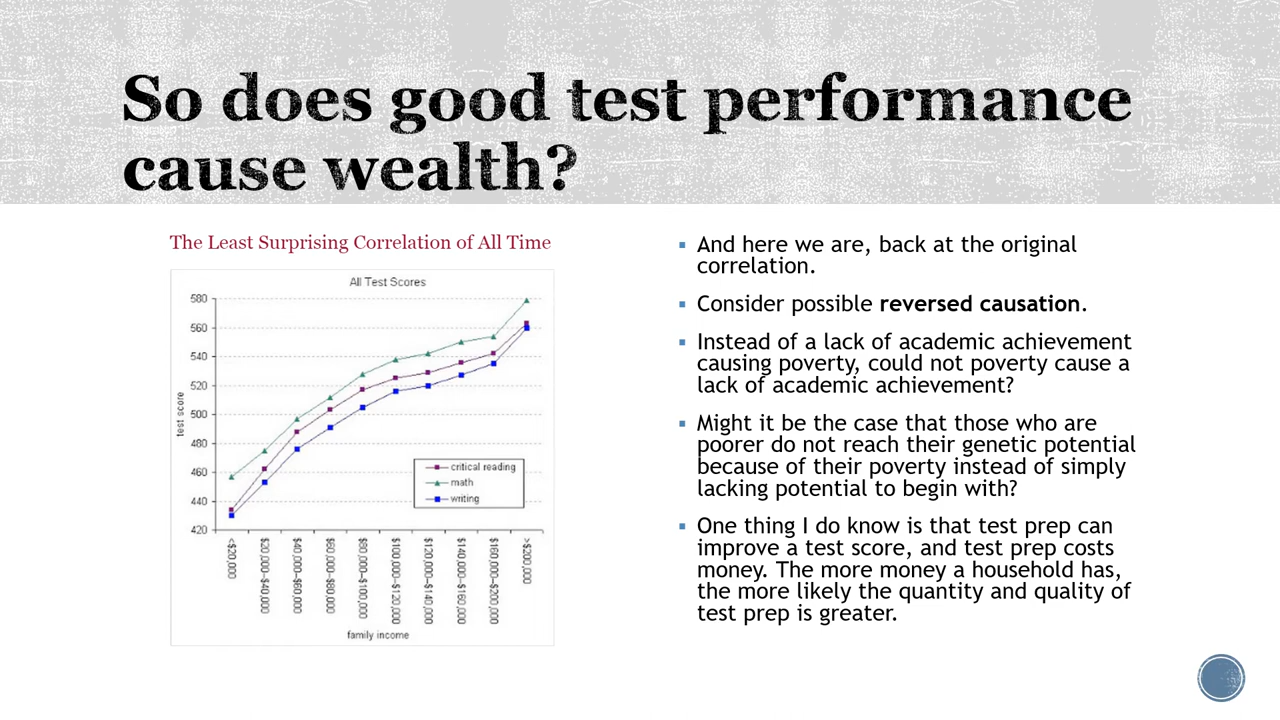 So does good test performance
cause wealth?
The Least Surprising Correlation of All Time
All Test Scores
580
560
540
520
500
480
460
440
420
test score
critical reading
math
writing
<$20,000
$20,000–$40,000
$40,000–$60,000
$60,000–$80,000
$80,000–$100,000
$100,000–$120,000
$120,000–$140,000
$140,000–$160,000
$160,000–$200,000
>$200,000
family income
And here we are, back at the original
correlation.
Consider possible reversed causation.
Instead of a lack of academic achievement
causing poverty, could not poverty cause a
lack of academic achievement?
Might it be the case that those who are
poorer do not reach their genetic potential
because of their poverty instead of simply
lacking potential to begin with?
One thing I do know is that test prep can
improve a test score, and test prep costs
money. The more money a household has,
the more likely the quantity and quality of
test prep is greater.